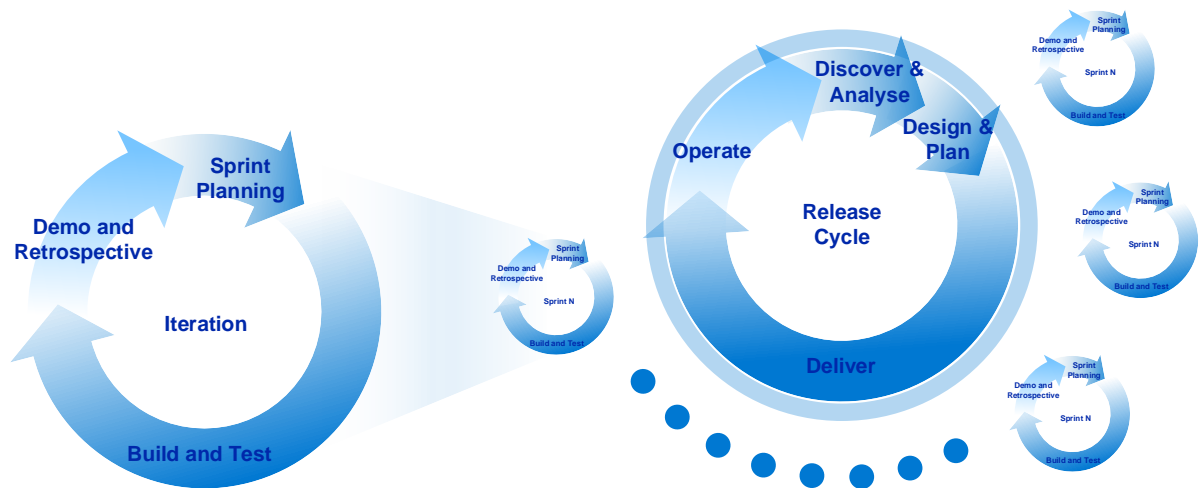 Sprint
Planning
Demo and
Retrospective
Iteration
Build and Test
Sprint
Planning
Demo and
Retrospective
Sprint N
Build and Test
Discover &
Analyse
Design &
Plan
Operate
Release
Cycle
Deliver
Sprint
Planning
Demo and
Retrospective
Sprint N
Build and Test
Sprint
Planning
Demo and
Retrospective
Sprint N
Build and Test
Sprint
Planning
Demo and
Retrospective
Sprint N
Build and Test